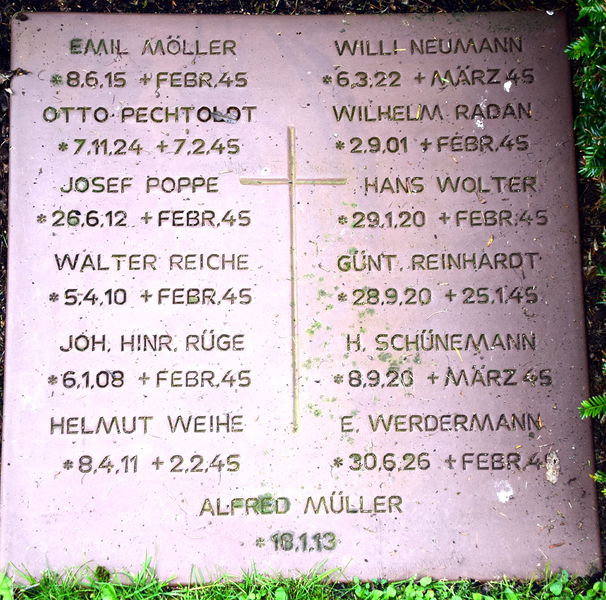 EMIL MÖLLER
*8.6.15 +FEBR.45
OTTO PECHTOLDT
*7.11.24 +7.2.45
JOSEF POPPE
*26.6.12 +FEBR.45
WALTER REICHE
*5.4.10 +FEBR.45
JOH. HINR. RÜGE
*6.1.08 +FEBR.45
HELMUT WEIHE
*8.4.11 +2.2.45
WILLI NEUMANN
*6.3.22 +MÄRZ 45
WILHELM RADAN
*2.9.01 +FEBR.45
HANS WOLTER
*29.1.20 +FEBR.45
GÜNT. REINHARDT
*28.9.20 +25.1.45
H. SCHÜNEMANN
*8.9.26 +MÄRZ 45
E. WERDERMANN
*30.6.26 +FEBR.45
ALFRED MÜLLER
*18.1.13